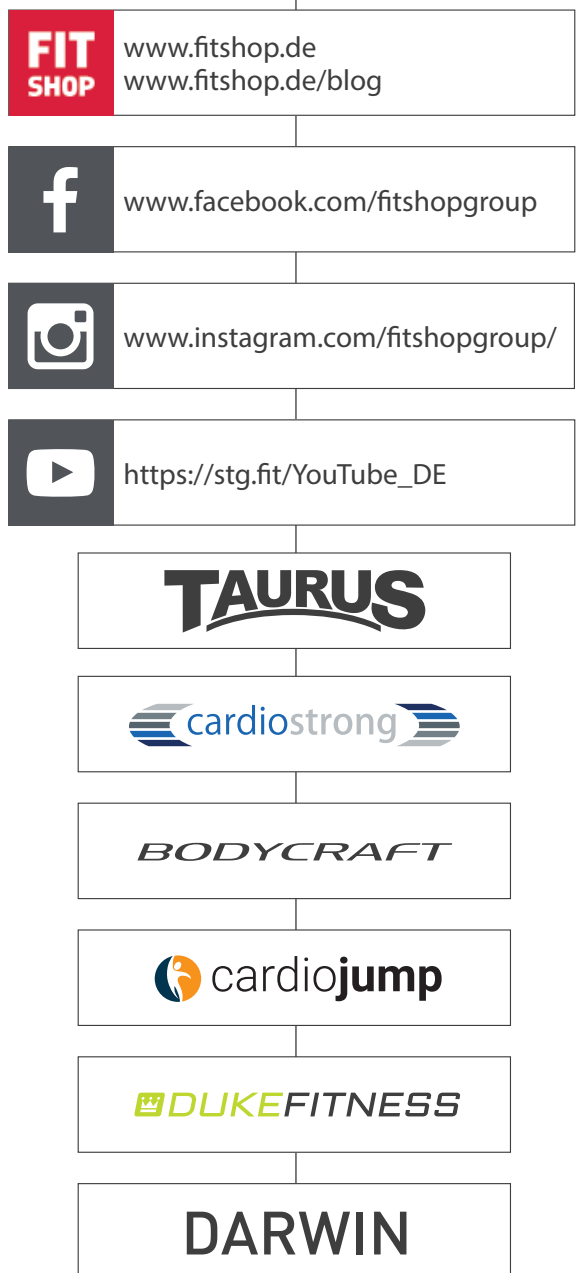 FIT
SHOP
www.fitshop.de
www.fitshop.de/blog
f
www.facebook.com/fitshopgroup
www.instagram.com/fitshopgroup/
https://stg.fit/YouTube_DE
TAURUS
cardiostrong
BODYCRAFT
cardiojump
DUKEFITNESS
DARWIN